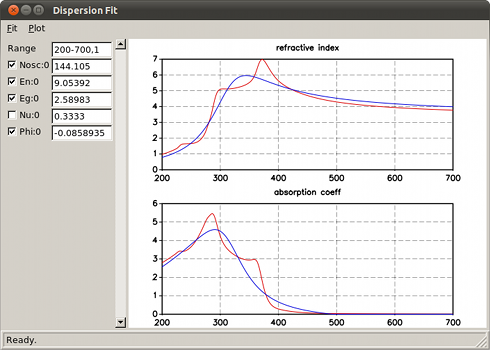 Dispersion Fit
Fit Plot
Range 200-700,1
Nosc:0 144.105
En:0 9.05392
Eg:0 2.58983
Nu:0 0.3333
Phi:0 -0.0858935
refractive index
7
6
5
4
3
2
1
0
200 300 400 500 600 700
absorption coeff
6
5
4
3
2
1
0
200 300 400 500 600 700
Ready.